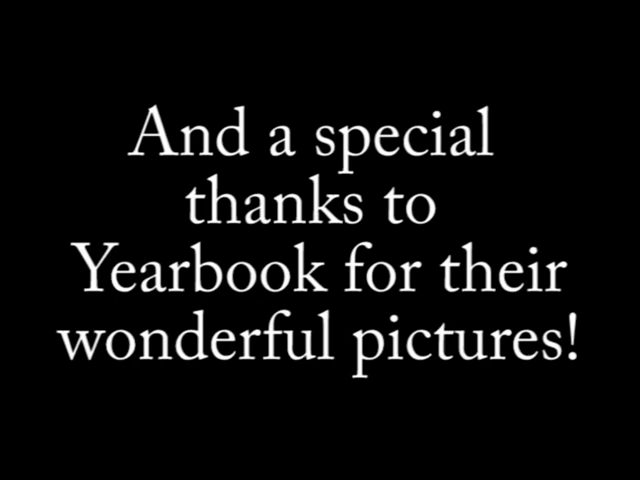 And a special
thanks to
Yearbook for their
wonderful pictures!